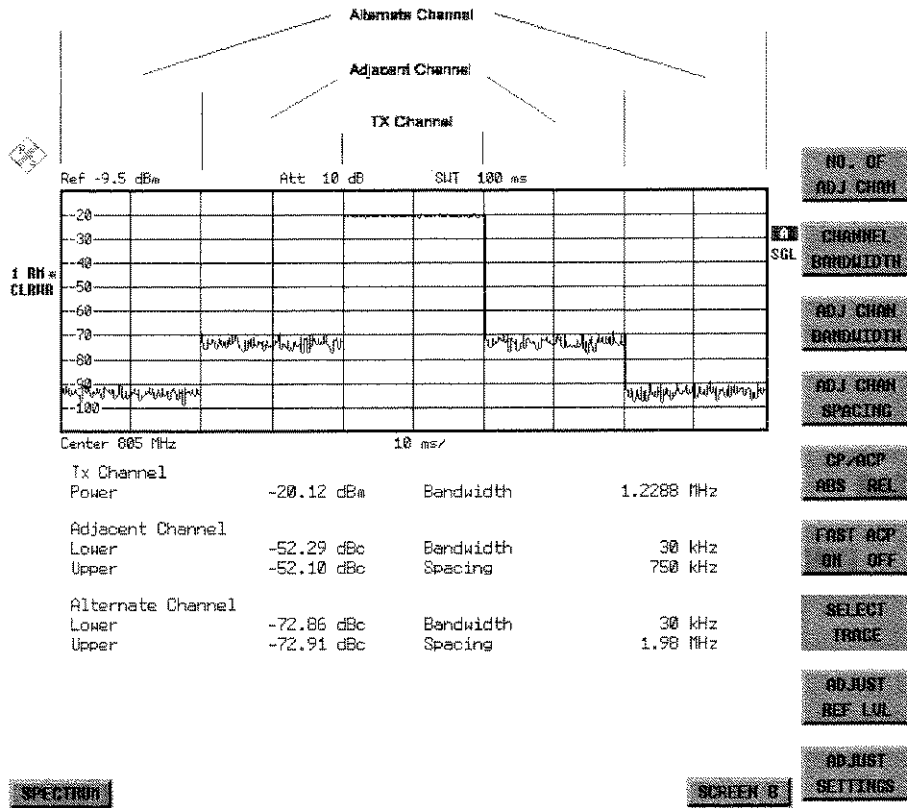 Alternate Channel
Adjacent Channel
TX Channel
Ref -9.5 dBm Att 10 dB SWT 100 ms
NO. OF
ADJ CHAN
-20
-30
-40
-50
-60
-70
-80
-90
-100
1 RM *
CLRWR
A
SGL
CHANNEL
BANDWIDTH
ADJ CHAN
BANDWIDTH
ADJ CHAN
SPACING
Center 805 MHz 10 ms/
Tx Channel
Power -20.12 dBm Bandwidth 1.2288 MHz
Adjacent Channel
Lower -52.29 dBc Bandwidth 30 kHz
Upper -52.10 dBc Spacing 750 kHz
Alternate Channel
Lower -72.86 dBc Bandwidth 30 kHz
Upper -72.91 dBc Spacing 1.98 MHz
CP/ACP
ABS REL
FAST ACP
ON OFF
SELECT
TRACE
ADJUST
REF LVL
ADJUST
SETTINGS
SPECTRUM
SCREEN B